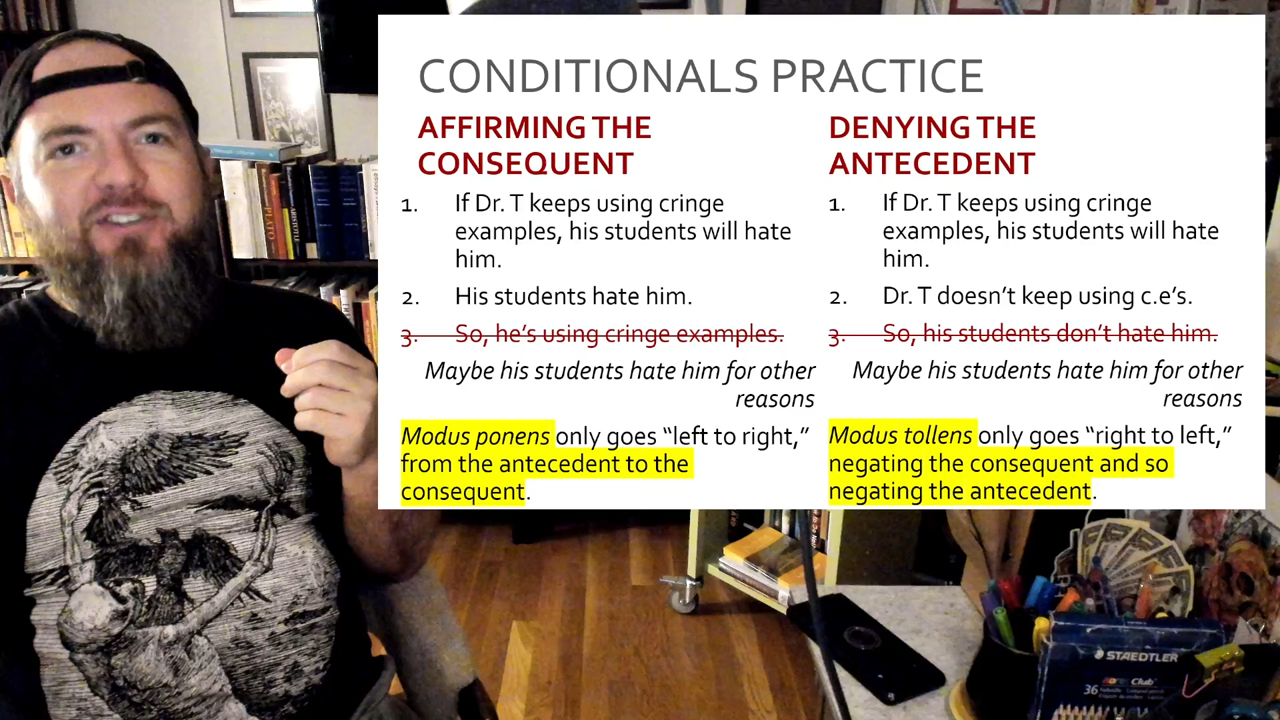 CONDITIONALS PRACTICE
AFFIRMING THE
CONSEQUENT
1. If Dr. T keeps using cringe
examples, his students will hate
him.
2. His students hate him.
3. So, he's using cringe examples.
Maybe his students hate him for other
reasons
Modus ponens only goes “left to right,”
from the antecedent to the
consequent.
DENYING THE
ANTECEDENT
1. If Dr. T keeps using cringe
examples, his students will hate
him.
2. Dr. T doesn't keep using c.e's.
3. So, his students don't hate him.
Maybe his students hate him for other
reasons
Modus tollens only goes “right to left,”
negating the consequent and so
negating the antecedent.
PLATO
ARISTOTLE
STAEDTLER
Club
36